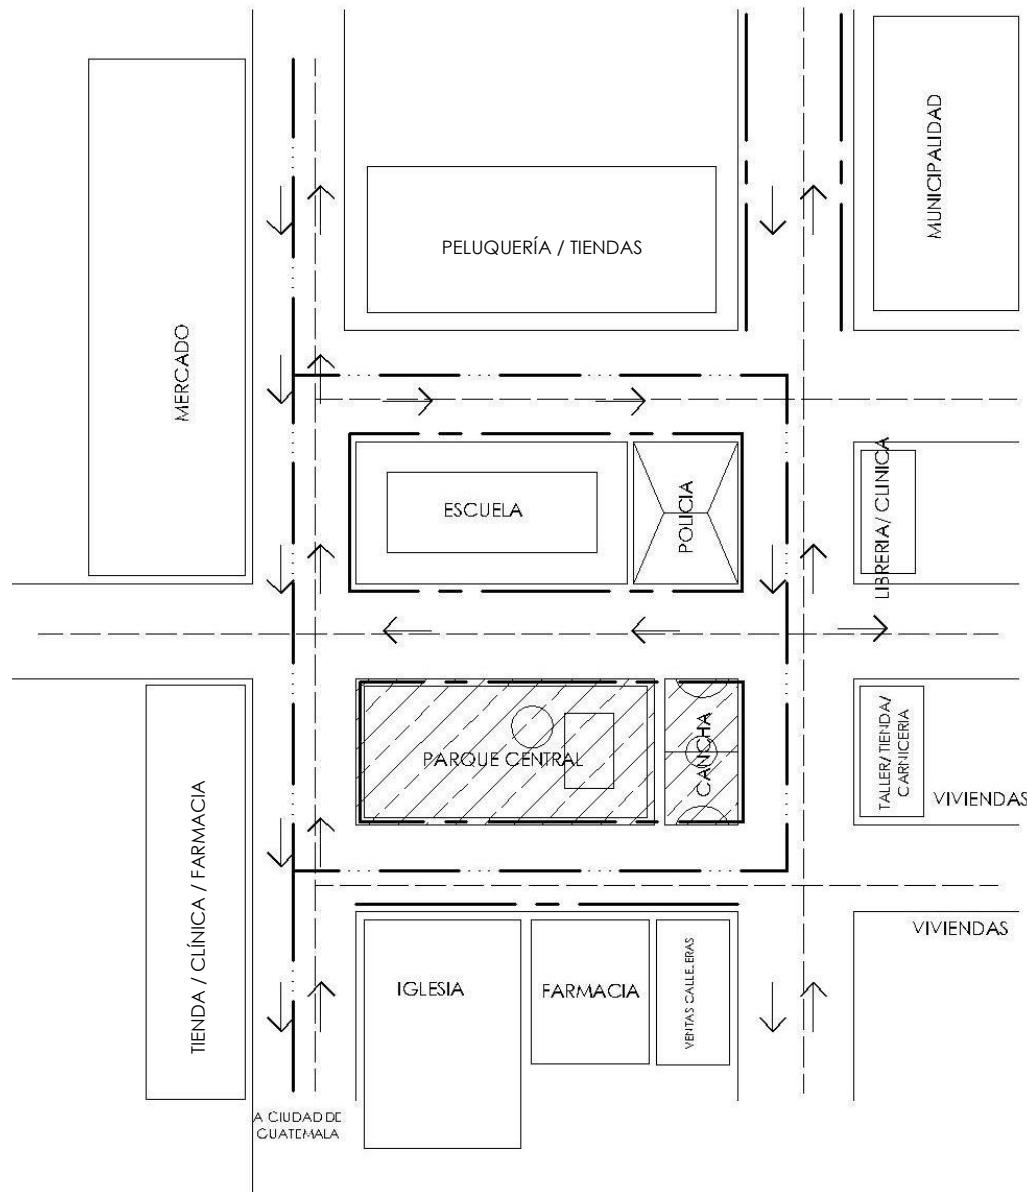 MUNICIPALIDAD
PELUQUERÍA / TIENDAS
MERCADO
ESCUELA
POLICIA
LIBRERIA/ CLINICA
PARQUE CENTRAL
CANCHA
TALLER/TIENDA/
CARNICERIA
VIVIENDAS
TIENDA / CLÍNICA / FARMACIA
VIVIENDAS
IGLESIA
FARMACIA
VENTAS CALLEJERAS
A CIUDAD DE
GUATEMALA